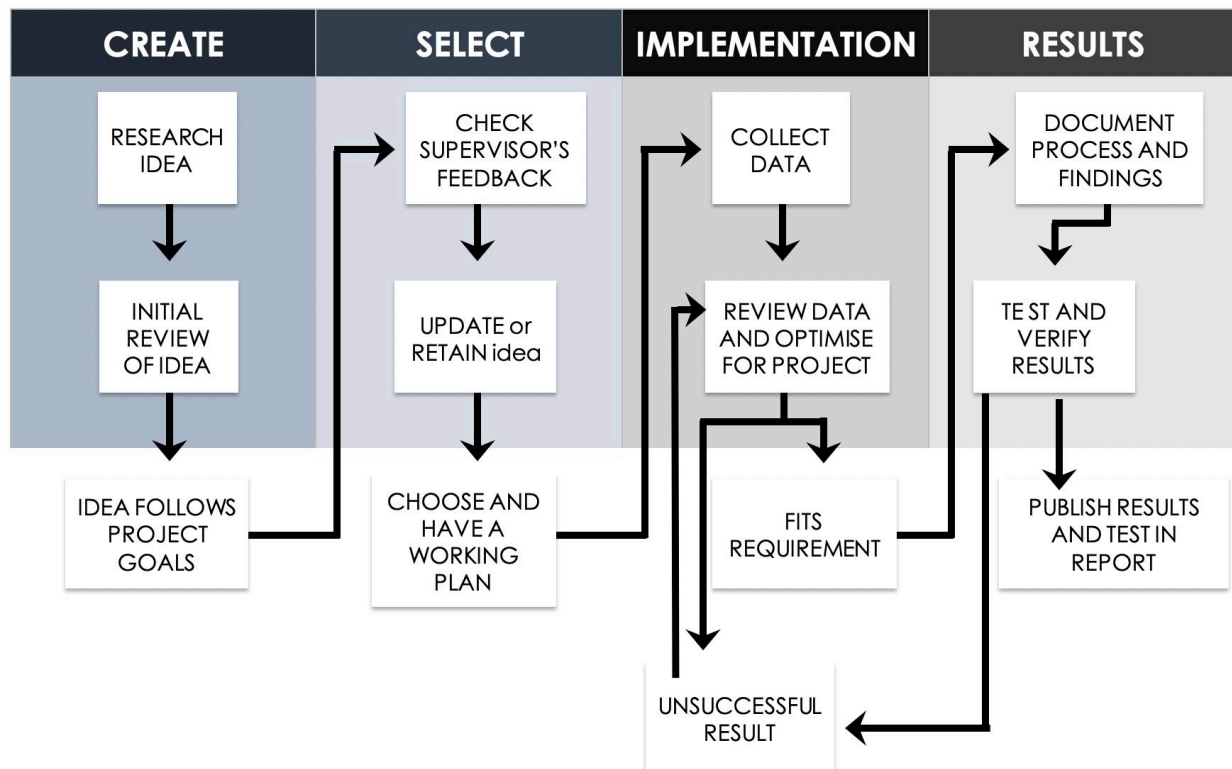 CREATE
SELECT
IMPLEMENTATION
RESULTS
RESEARCH
IDEA
INITIAL
REVIEW
OF IDEA
IDEA FOLLOWS
PROJECT
GOALS
CHECK
SUPERVISOR'S
FEEDBACK
UPDATE or
RETAIN idea
CHOOSE AND
HAVE A
WORKING
PLAN
COLLECT
DATA
REVIEW DATA
AND OPTIMISE
FOR PROJECT
FITS
REQUIREMENT
UNSUCCESSFUL
RESULT
DOCUMENT
PROCESS AND
FINDINGS
TE ST AND
VERIFY
RESULTS
PUBLISH RESULTS
AND TEST IN
REPORT